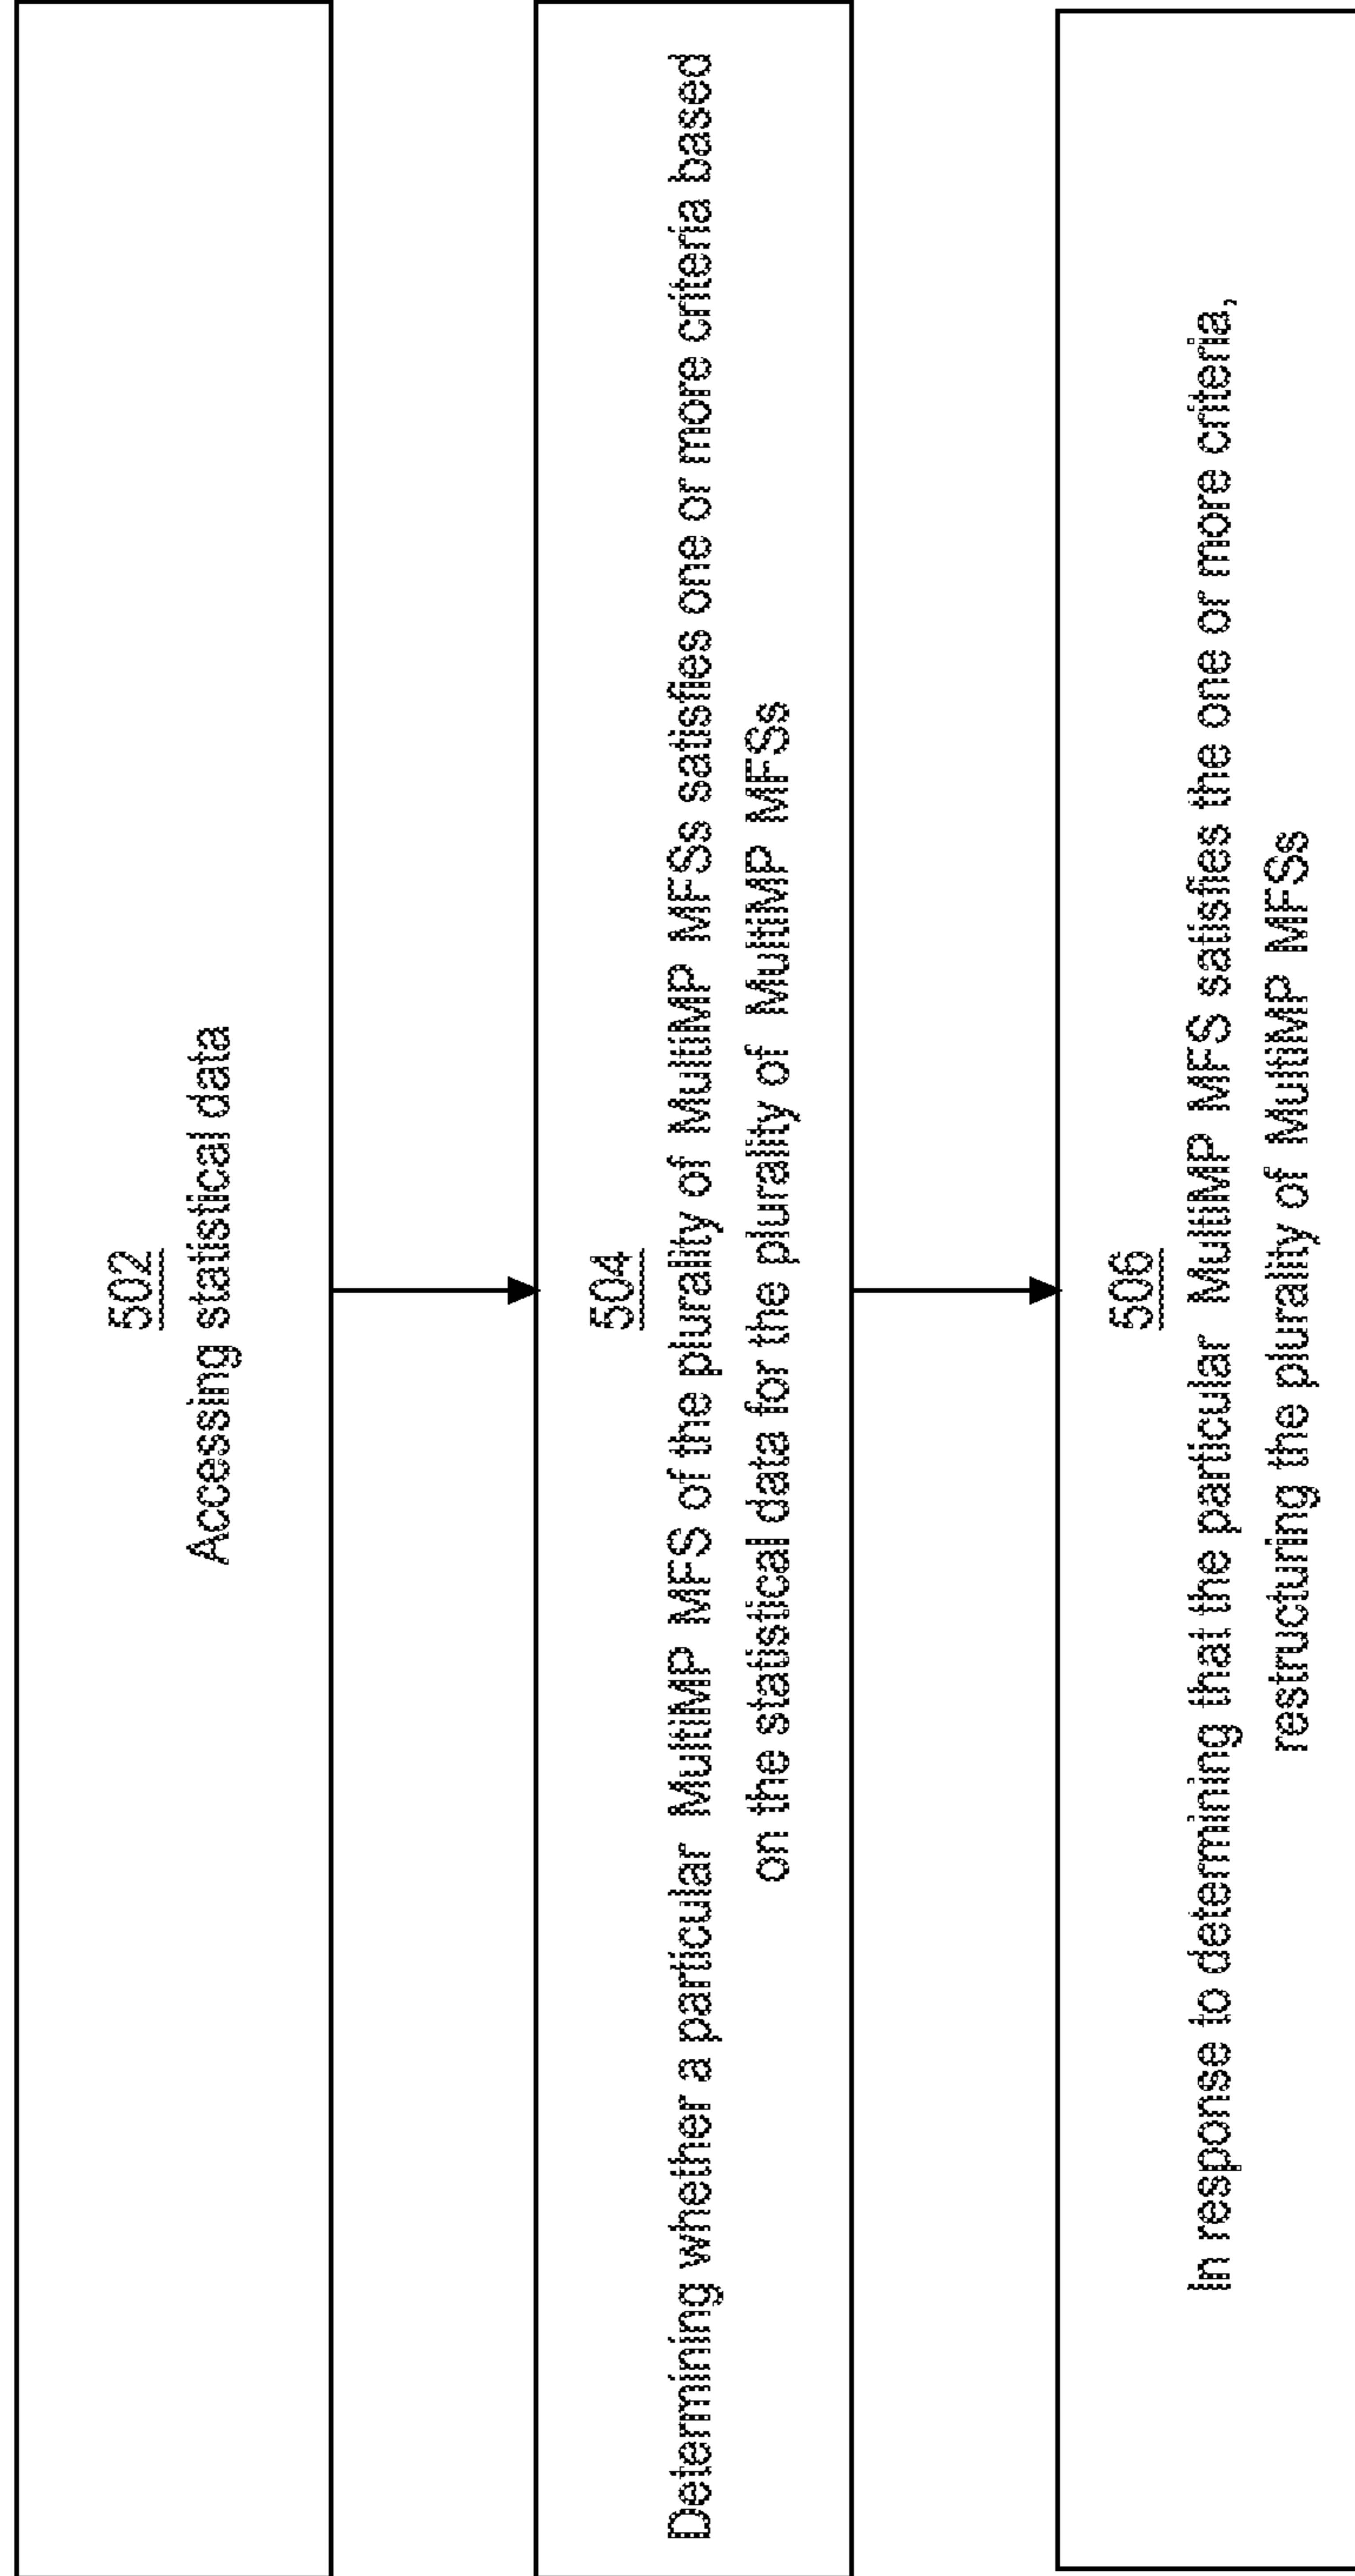 502
Accessing statistical data
504
Determining whether a particular MultiMP MFS of the plurality of MultiMP MFSs satisfies one or more criteria based
on the statistical data for the plurality of MultiMP MFSs
506
In response to determining that the particular MultiMP MFS satisfies the one or more criteria,
restructuring the plurality of MultiMP MFSs